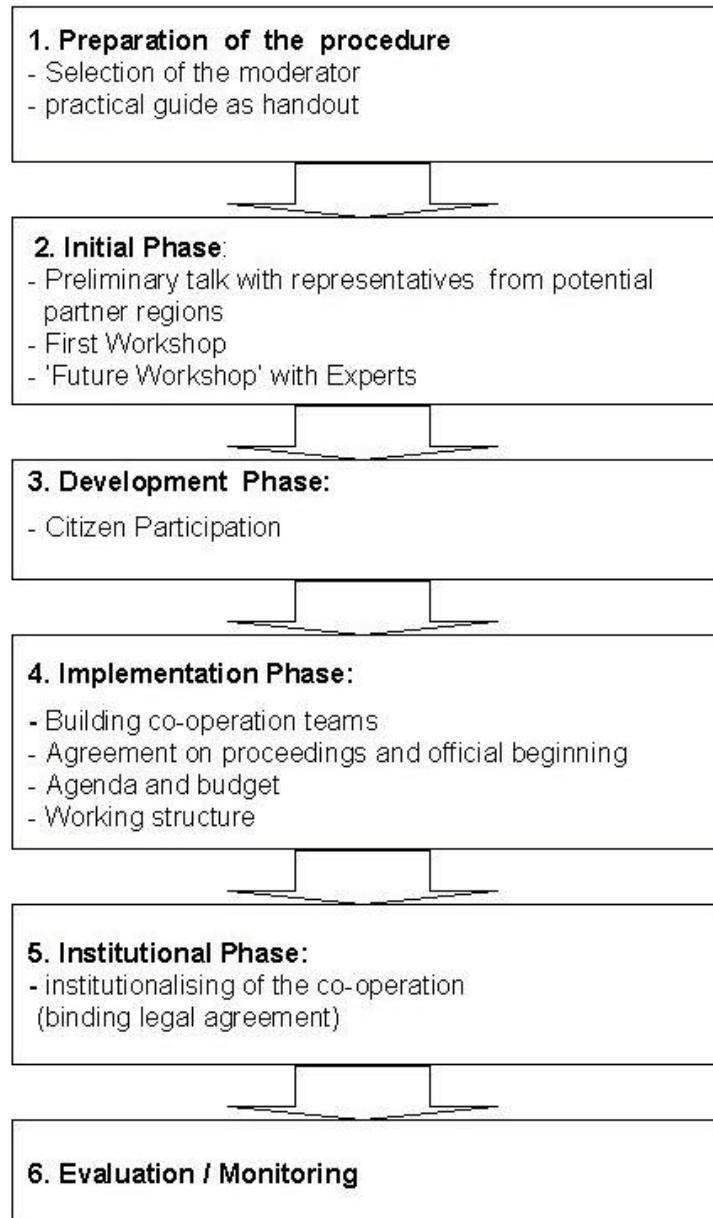 1. Preparation of the procedure
- Selection of the moderator
- practical guide as handout
2. Initial Phase:
- Preliminary talk with representatives from potential
partner regions
- First Workshop
- 'Future Workshop' with Experts
3. Development Phase:
- Citizen Participation
4. Implementation Phase:
- Building co-operation teams
- Agreement on proceedings and official beginning
- Agenda and budget
- Working structure
5. Institutional Phase:
- institutionalising of the co-operation
(binding legal agreement)
6. Evaluation / Monitoring